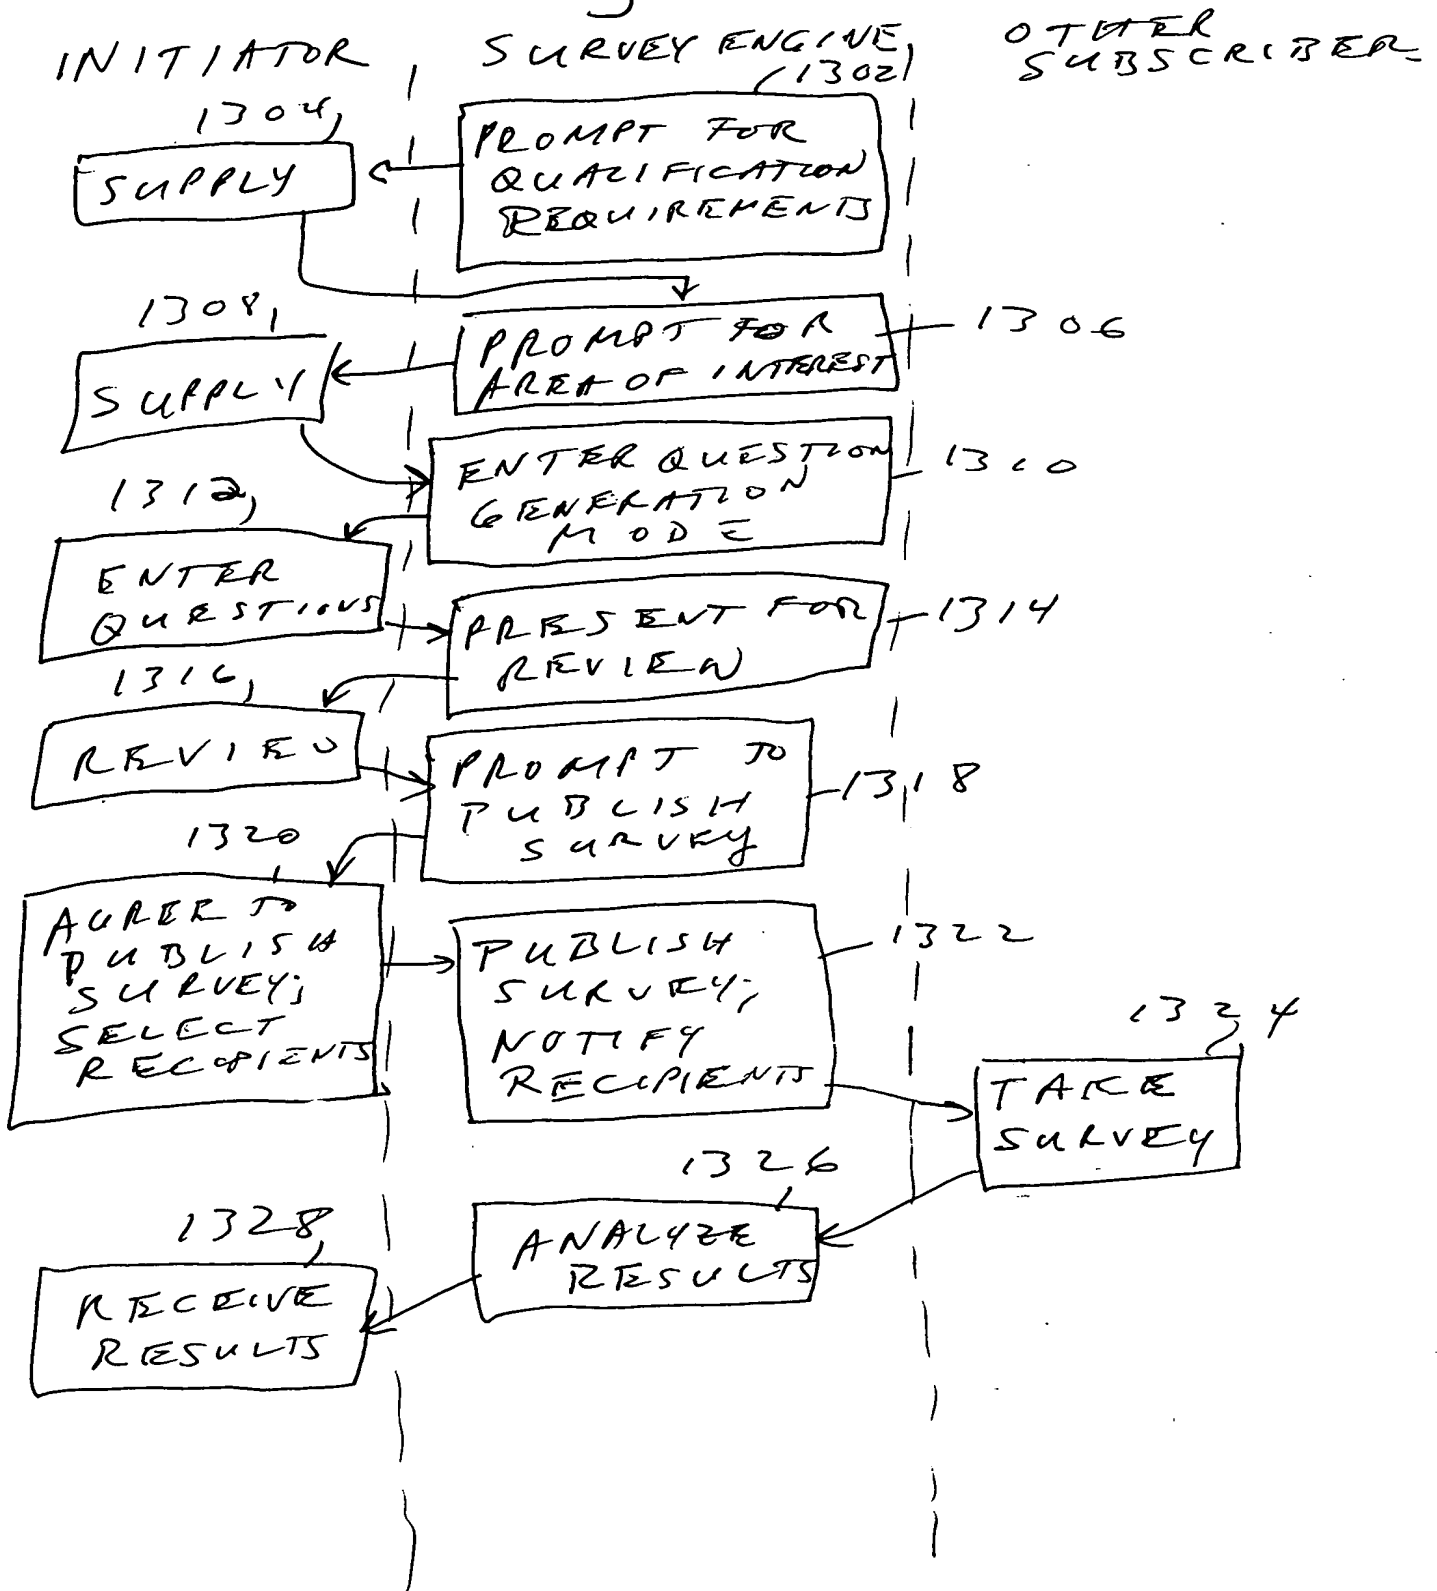 INITIATOR
SURVEY ENGINE
OTHER
SUBSCRIBER
1302
1304
PROMPT FOR
QUALIFICATION
REQUIREMENTS
SUPPLY
1308
PROMPT FOR
AREA OF INTEREST
1306
SUPPLY
ENTER QUESTION
GENERATION
MODE
1310
1312
ENTER
QUESTIONS
PRESENT FOR
REVIEW
1314
1316
REVIEW
PROMPT TO
PUBLISH
SURVEY
1318
1320
AGREE TO
PUBLISH
SURVEY;
SELECT
RECIPIENTS
PUBLISH
SURVEY;
NOTIFY
RECIPIENTS
1322
1324
TAKE
SURVEY
1326
ANALYZE
RESULTS
1328
RECEIVE
RESULTS